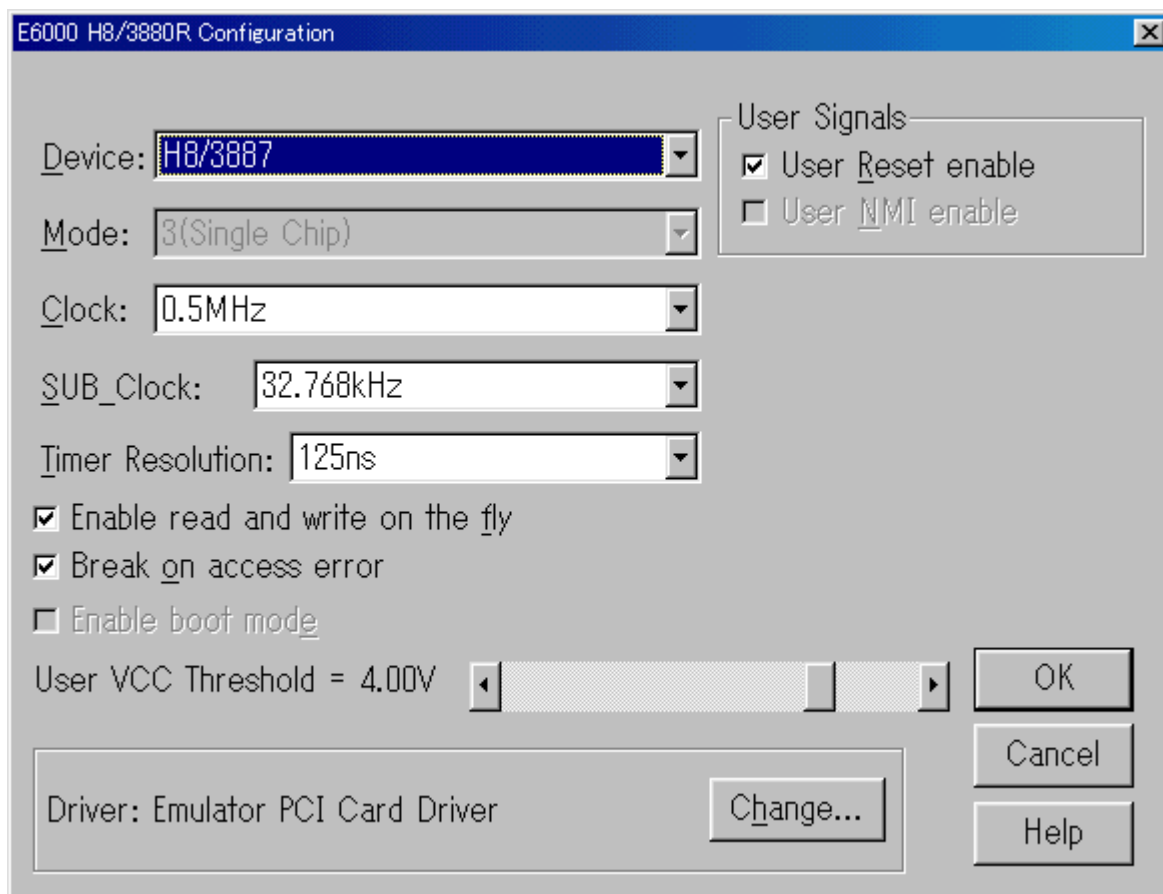 E6000 H8/3880R Configuration
Device: H8/3887
Mode: 3(Single Chip)
Clock: 0.5MHz
SUB_Clock: 32.768kHz
Timer Resolution: 125ns
User Signals
User Reset enable
User NMI enable
Enable read and write on the fly
Break on access error
Enable boot mode
User VCC Threshold = 4.00V
OK
Cancel
Help
Driver: Emulator PCI Card Driver
Change...